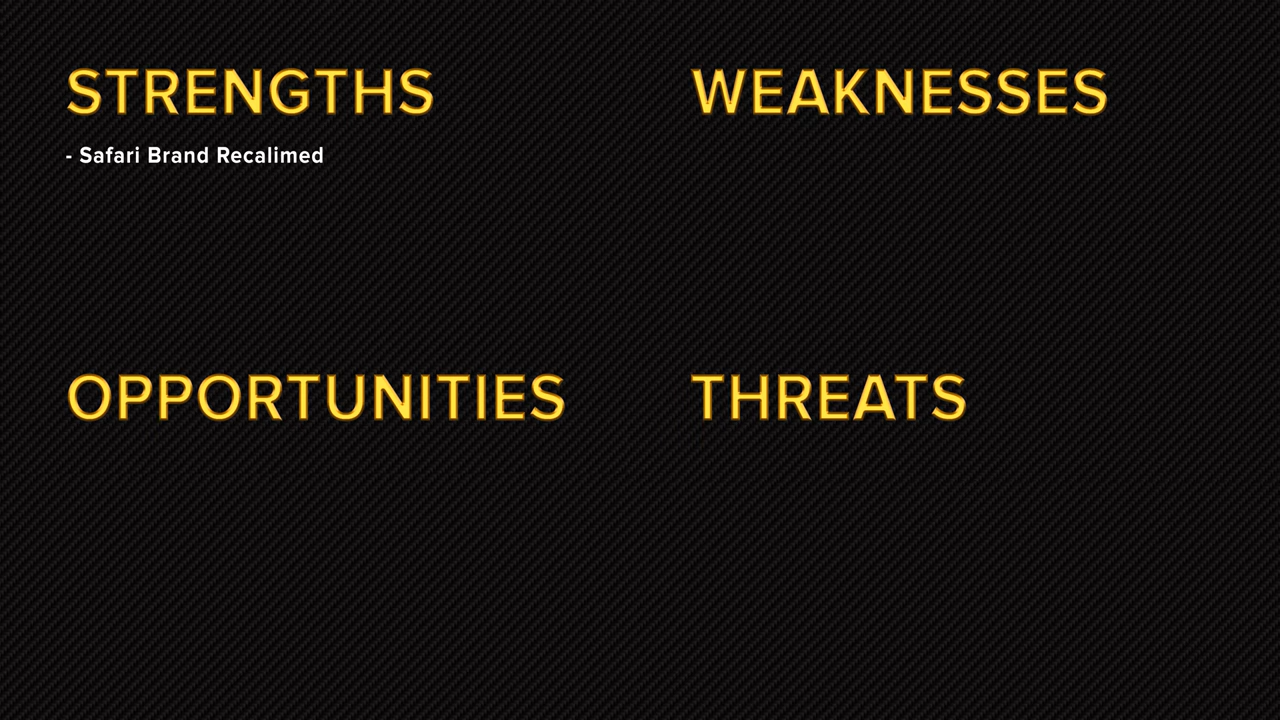 STRENGTHS
- Safari Brand Recalimed
WEAKNESSES
OPPORTUNITIES
THREATS